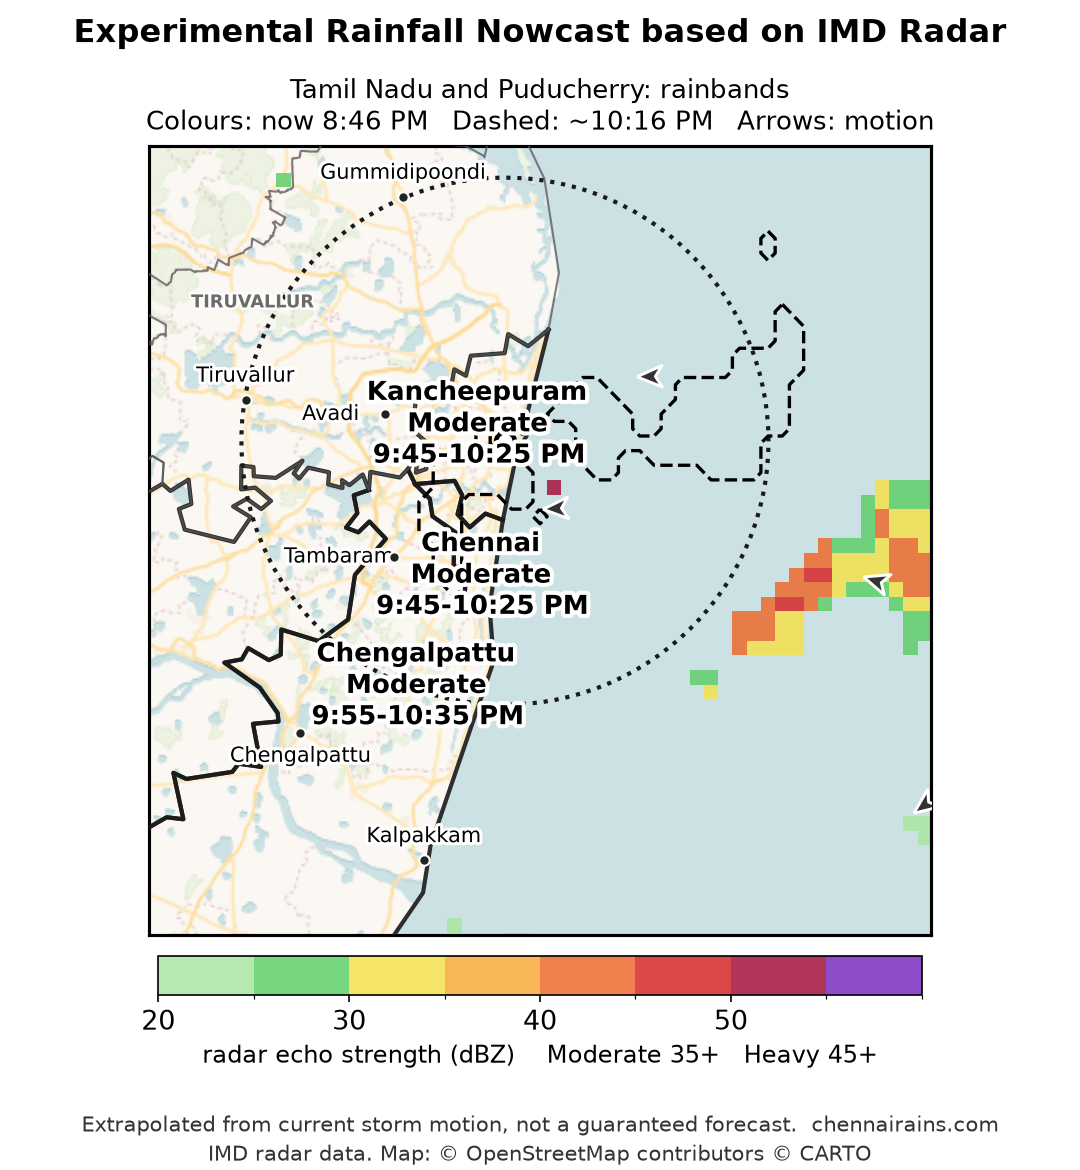 Experimental Rainfall Nowcast based on IMD Radar
Tamil Nadu and Puducherry: rainbands
Colours: now 8:46 PM   Dashed: ~10:16 PM   Arrows: motion
Gummidipoondi
TIRUVALLUR
Tiruvallur
Avadi
Kancheepuram
Moderate
9:45-10:25 PM
Tambaram
Chennai
Moderate
9:45-10:25 PM
Chengalpattu
Moderate
9:55-10:35 PM
Chengalpattu
Kalpakkam
20 30 40 50
radar echo strength (dBZ)    Moderate 35+   Heavy 45+
Extrapolated from current storm motion, not a guaranteed forecast.  chennairains.com
IMD radar data. Map: © OpenStreetMap contributors © CARTO